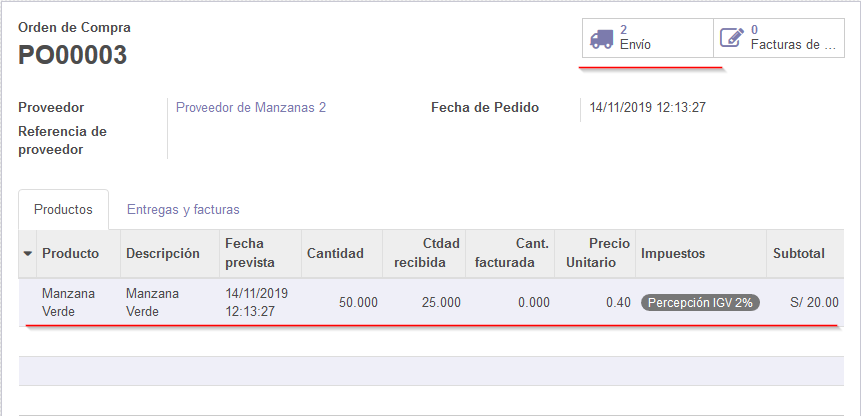 Orden de Compra
PO00003
2
Envío
0
Facturas de ...
Proveedor
Proveedor de Manzanas 2
Fecha de Pedido
14/11/2019 12:13:27
Referencia de
proveedor
Productos
Entregas y facturas
Producto
Descripción
Fecha
prevista
Cantidad
Ctdad
recibida
Cant.
facturada
Precio
Unitario
Impuestos
Subtotal
Manzana
Verde
Manzana
Verde
14/11/2019
12:13:27
50.000
25.000
0.000
0.40
Percepción IGV 2%
S/ 20.00